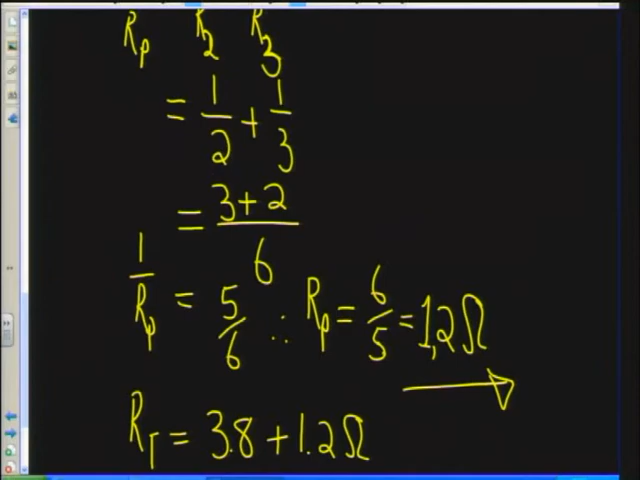 Rp R2 R3
= 1/2 + 1/3
= 3+2/6
1/Rp = 5/6 ∴ Rp = 6/5 = 1,2Ω
RT = 3.8 + 1.2Ω